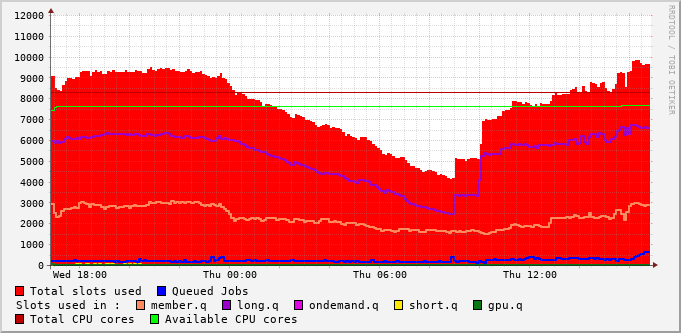 RRDTOOL / TOBI OETIKER
12000
11000
10000
9000
8000
7000
6000
5000
4000
3000
2000
1000
0
Wed 18:00 Thu 00:00 Thu 06:00 Thu 12:00
Total slots used Queued Jobs
Slots used in : member.q long.q ondemand.q short.q gpu.q
Total CPU cores Available CPU cores